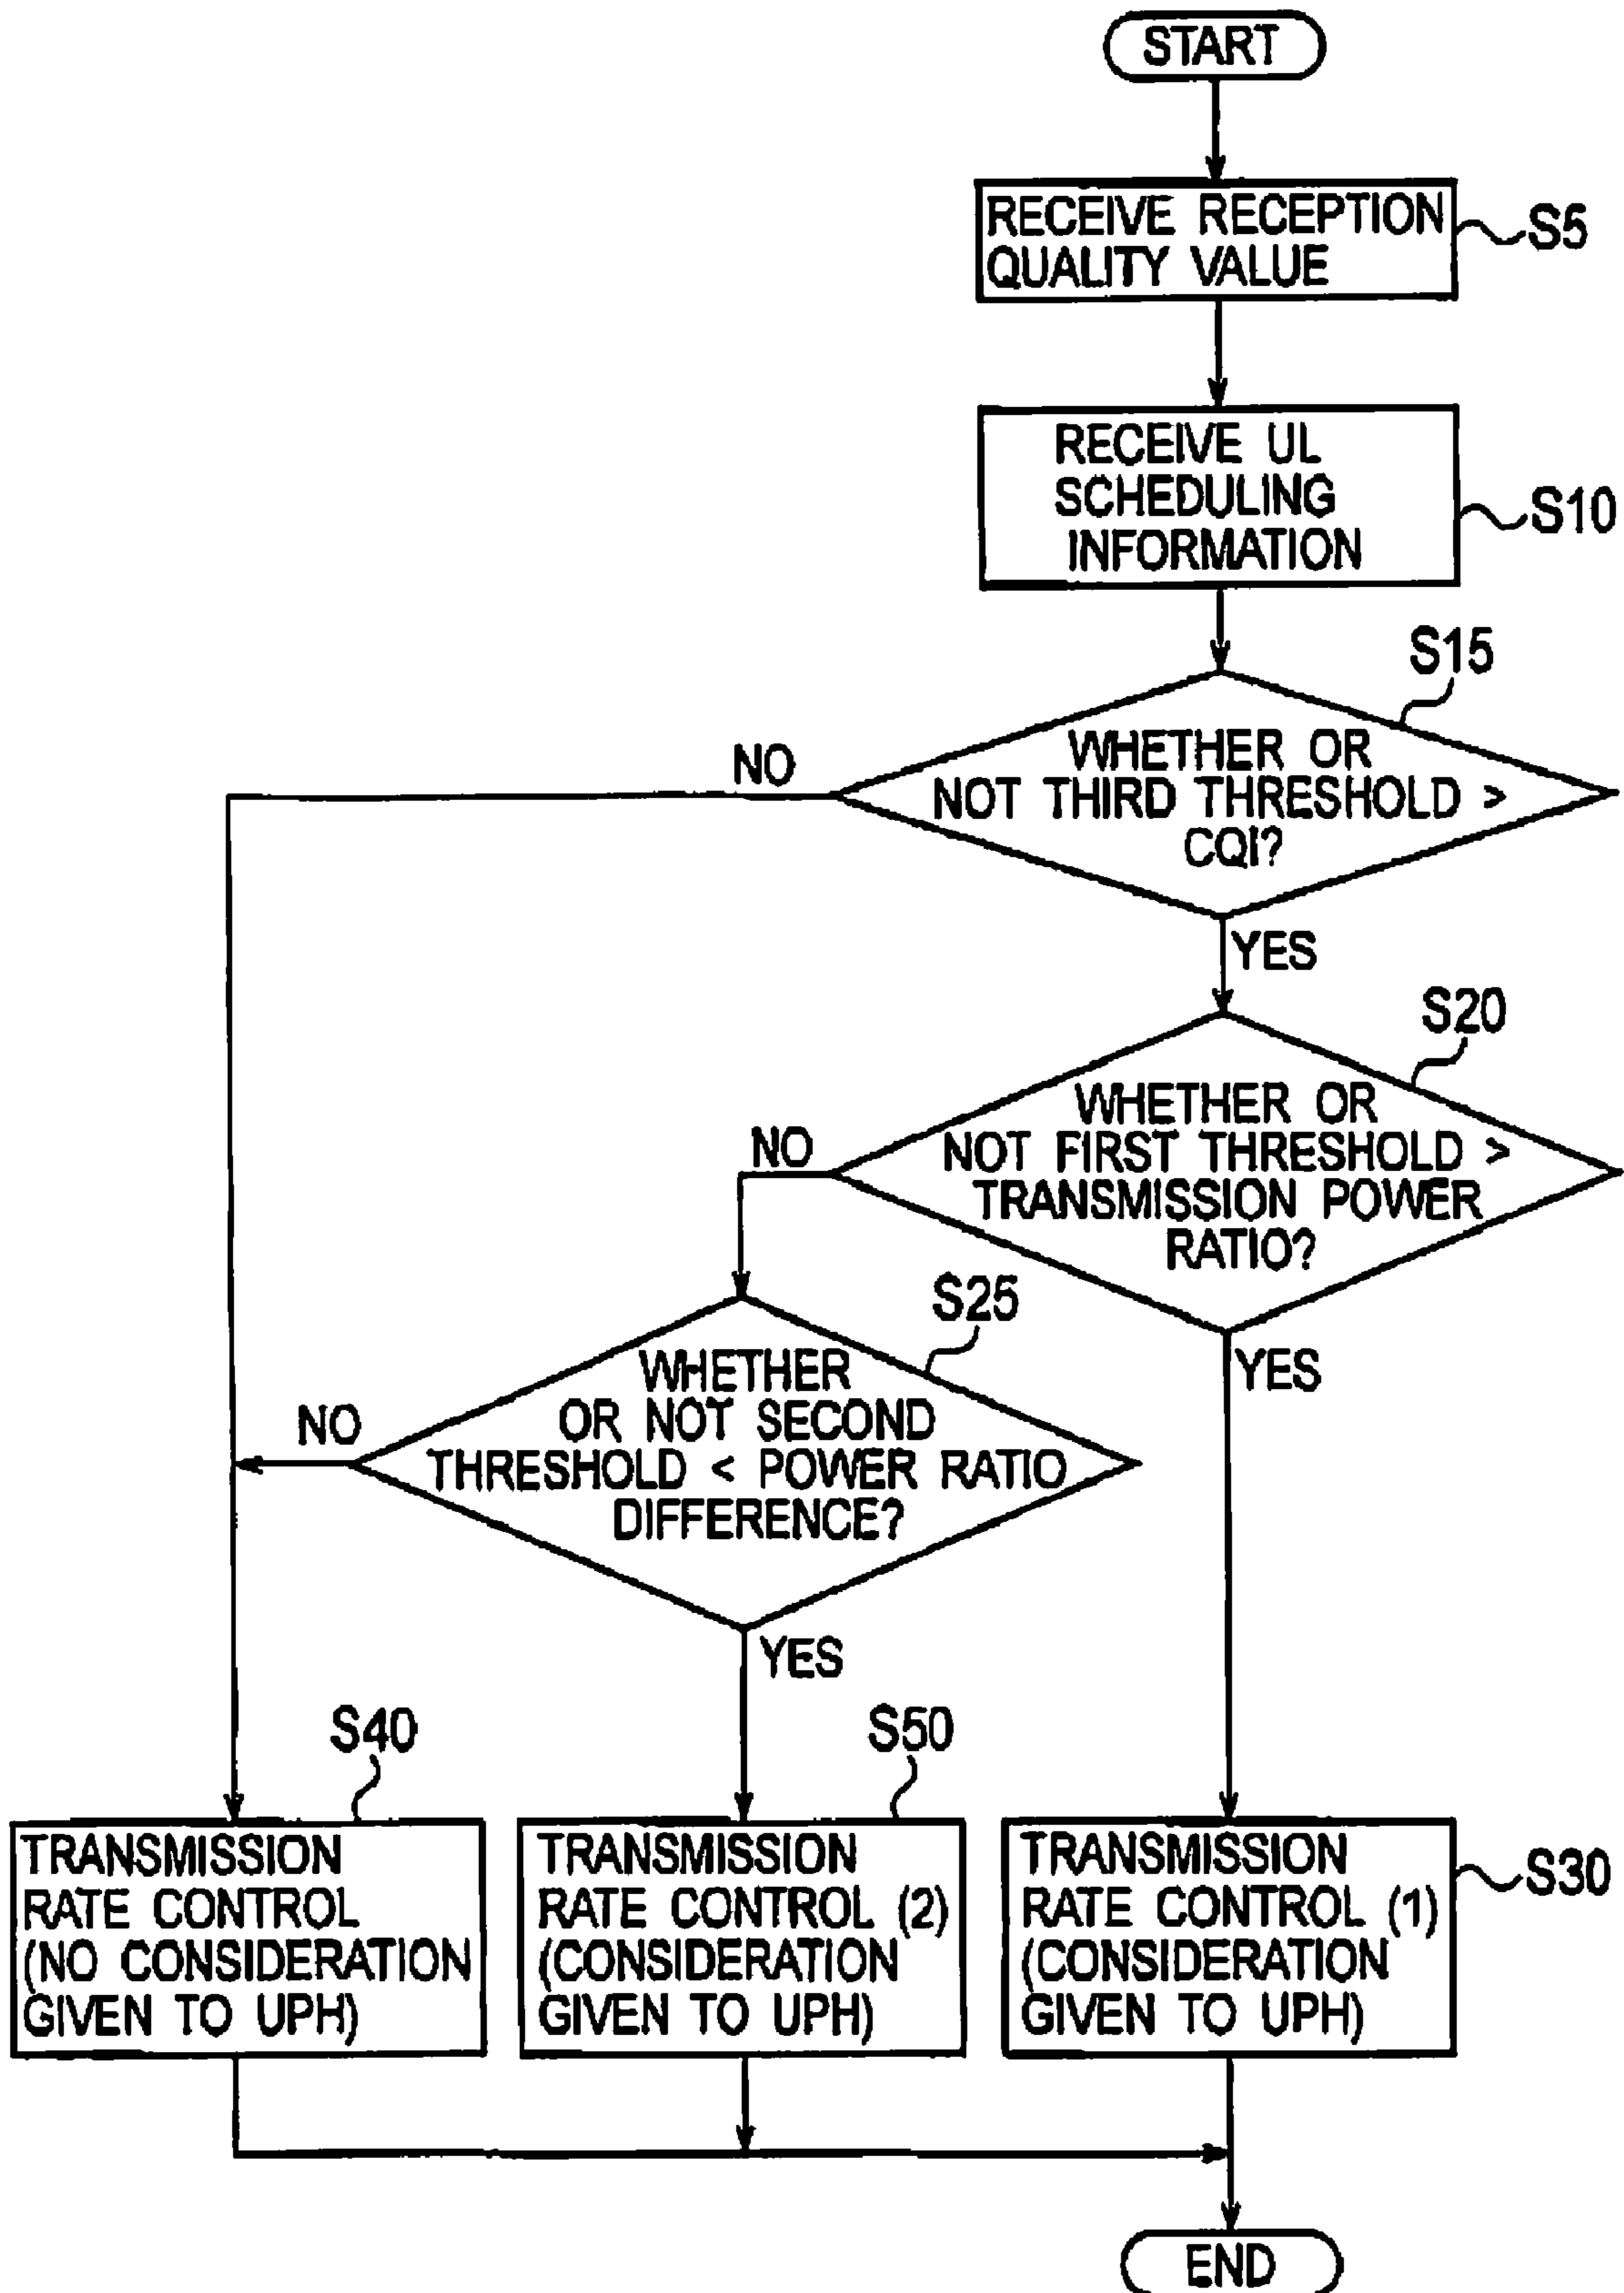 START
RECEIVE RECEPTION
QUALITY VALUE
S5
RECEIVE UL
SCHEDULING
INFORMATION
S10
S15
WHETHER OR
NOT THIRD THRESHOLD >
CQI?
NO
YES
S20
WHETHER OR
NOT FIRST THRESHOLD >
TRANSMISSION POWER
RATIO?
NO
YES
S25
WHETHER
OR NOT SECOND
THRESHOLD < POWER RATIO
DIFFERENCE?
NO
YES
S40
TRANSMISSION
RATE CONTROL
(NO CONSIDERATION
GIVEN TO UPH)
S50
TRANSMISSION
RATE CONTROL (2)
(CONSIDERATION
GIVEN TO UPH)
TRANSMISSION
RATE CONTROL (1)
(CONSIDERATION
GIVEN TO UPH)
S30
END